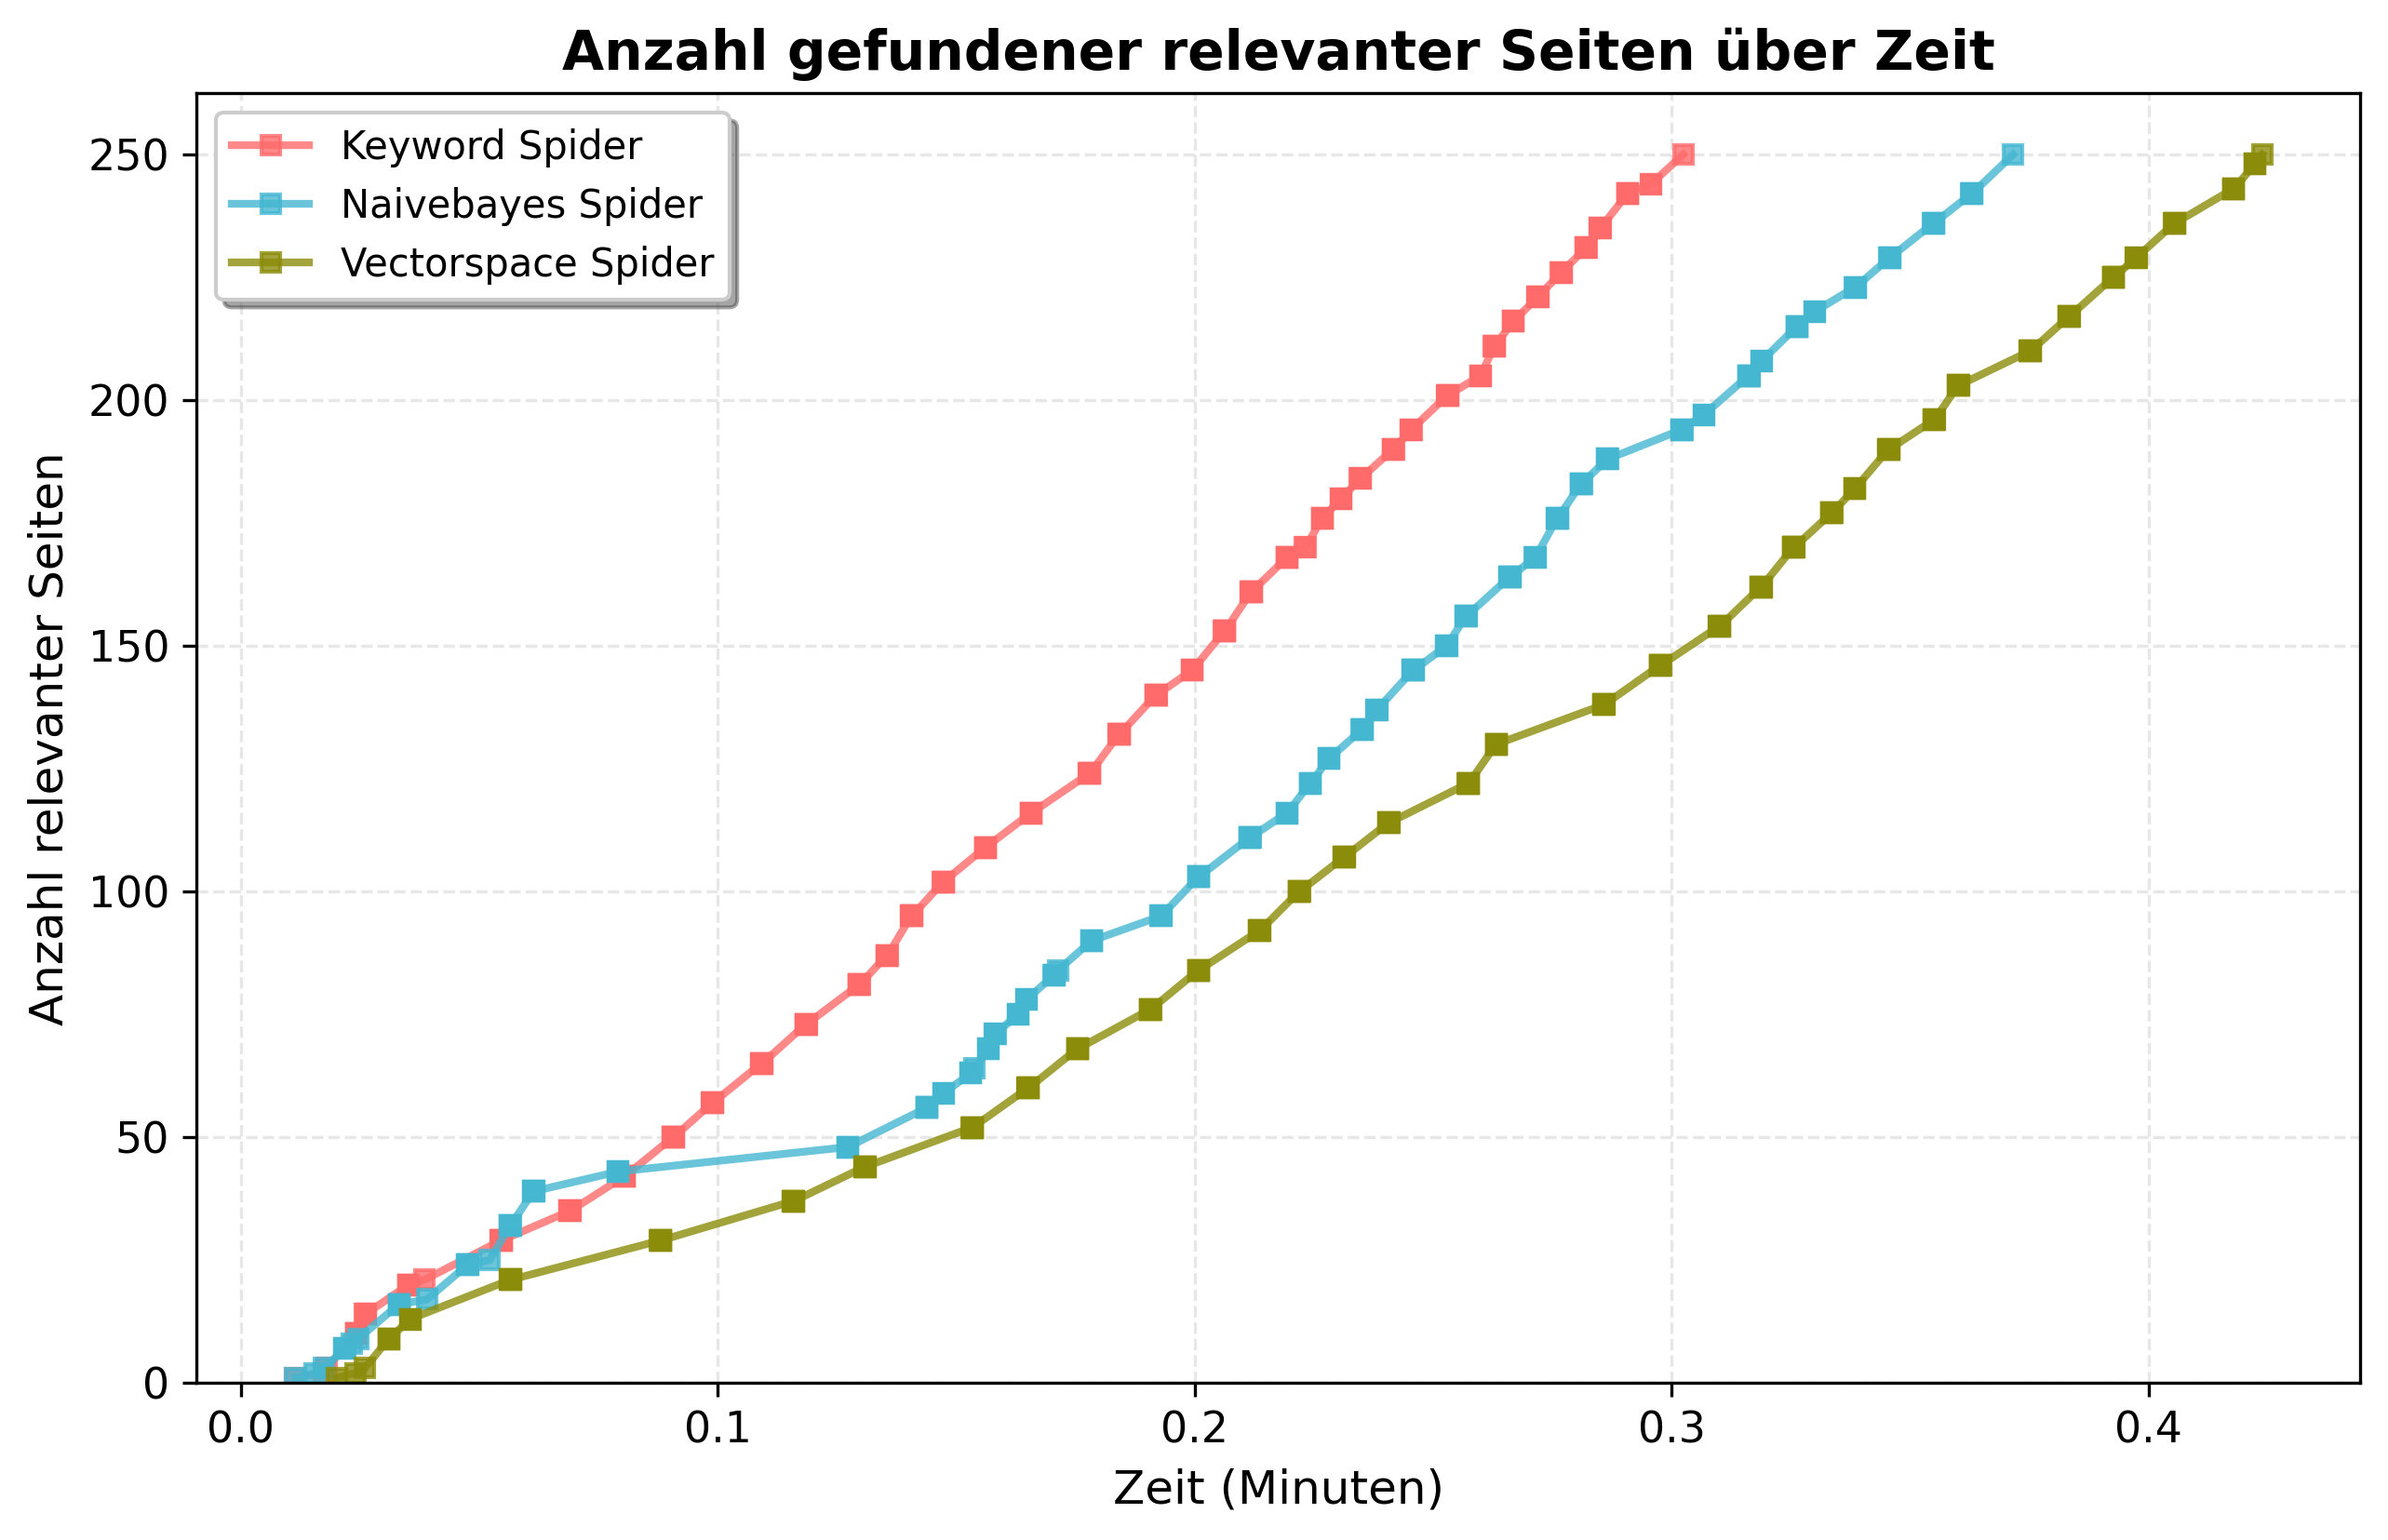 Anzahl gefundener relevanter Seiten über Zeit
Keyword Spider
Naivebayes Spider
Vectorspace Spider
Anzahl relevanter Seiten
250
200
150
100
50
0
0.0 0.1 0.2 0.3 0.4
Zeit (Minuten)